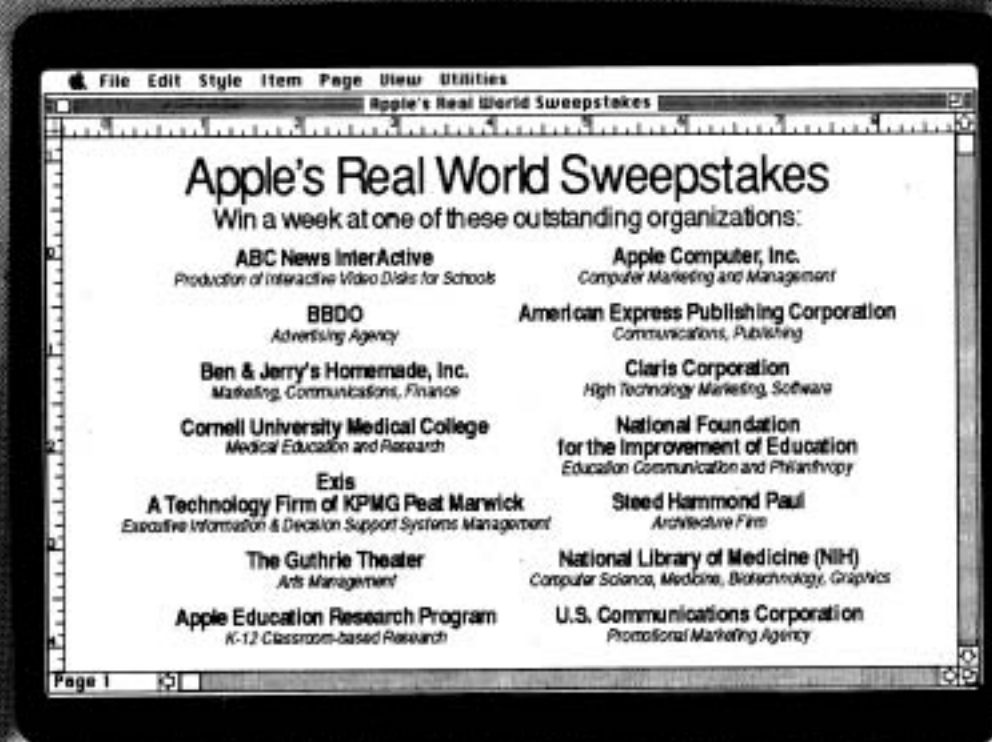 File Edit Style Item Page View Utilities
Apple's Real World Sweepstakes
Apple's Real World Sweepstakes
Win a week at one of these outstanding organizations:
ABC News InterActive
Production of Interactive Video Disks for Schools
BBDO
Advertising Agency
Ben & Jerry's Homemade, Inc.
Marketing, Communications, Finance
Cornell University Medical College
Medical Education and Research
Exis
A Technology Firm of KPMG Peat Marwick
Executive Information & Decision Support Systems Management
The Guthrie Theater
Arts Management
Apple Education Research Program
K-12 Classroom-based Research
Apple Computer, Inc.
Computer Marketing and Management
American Express Publishing Corporation
Communications, Publishing
Claris Corporation
High Technology Marketing, Software
National Foundation
for the Improvement of Education
Education Communication and Philanthropy
Steed Hammond Paul
Architecture Firm
National Library of Medicine (NIH)
Computer Science, Medicine, Biotechnology, Graphics
U.S. Communications Corporation
Promotional Marketing Agency
Page 1